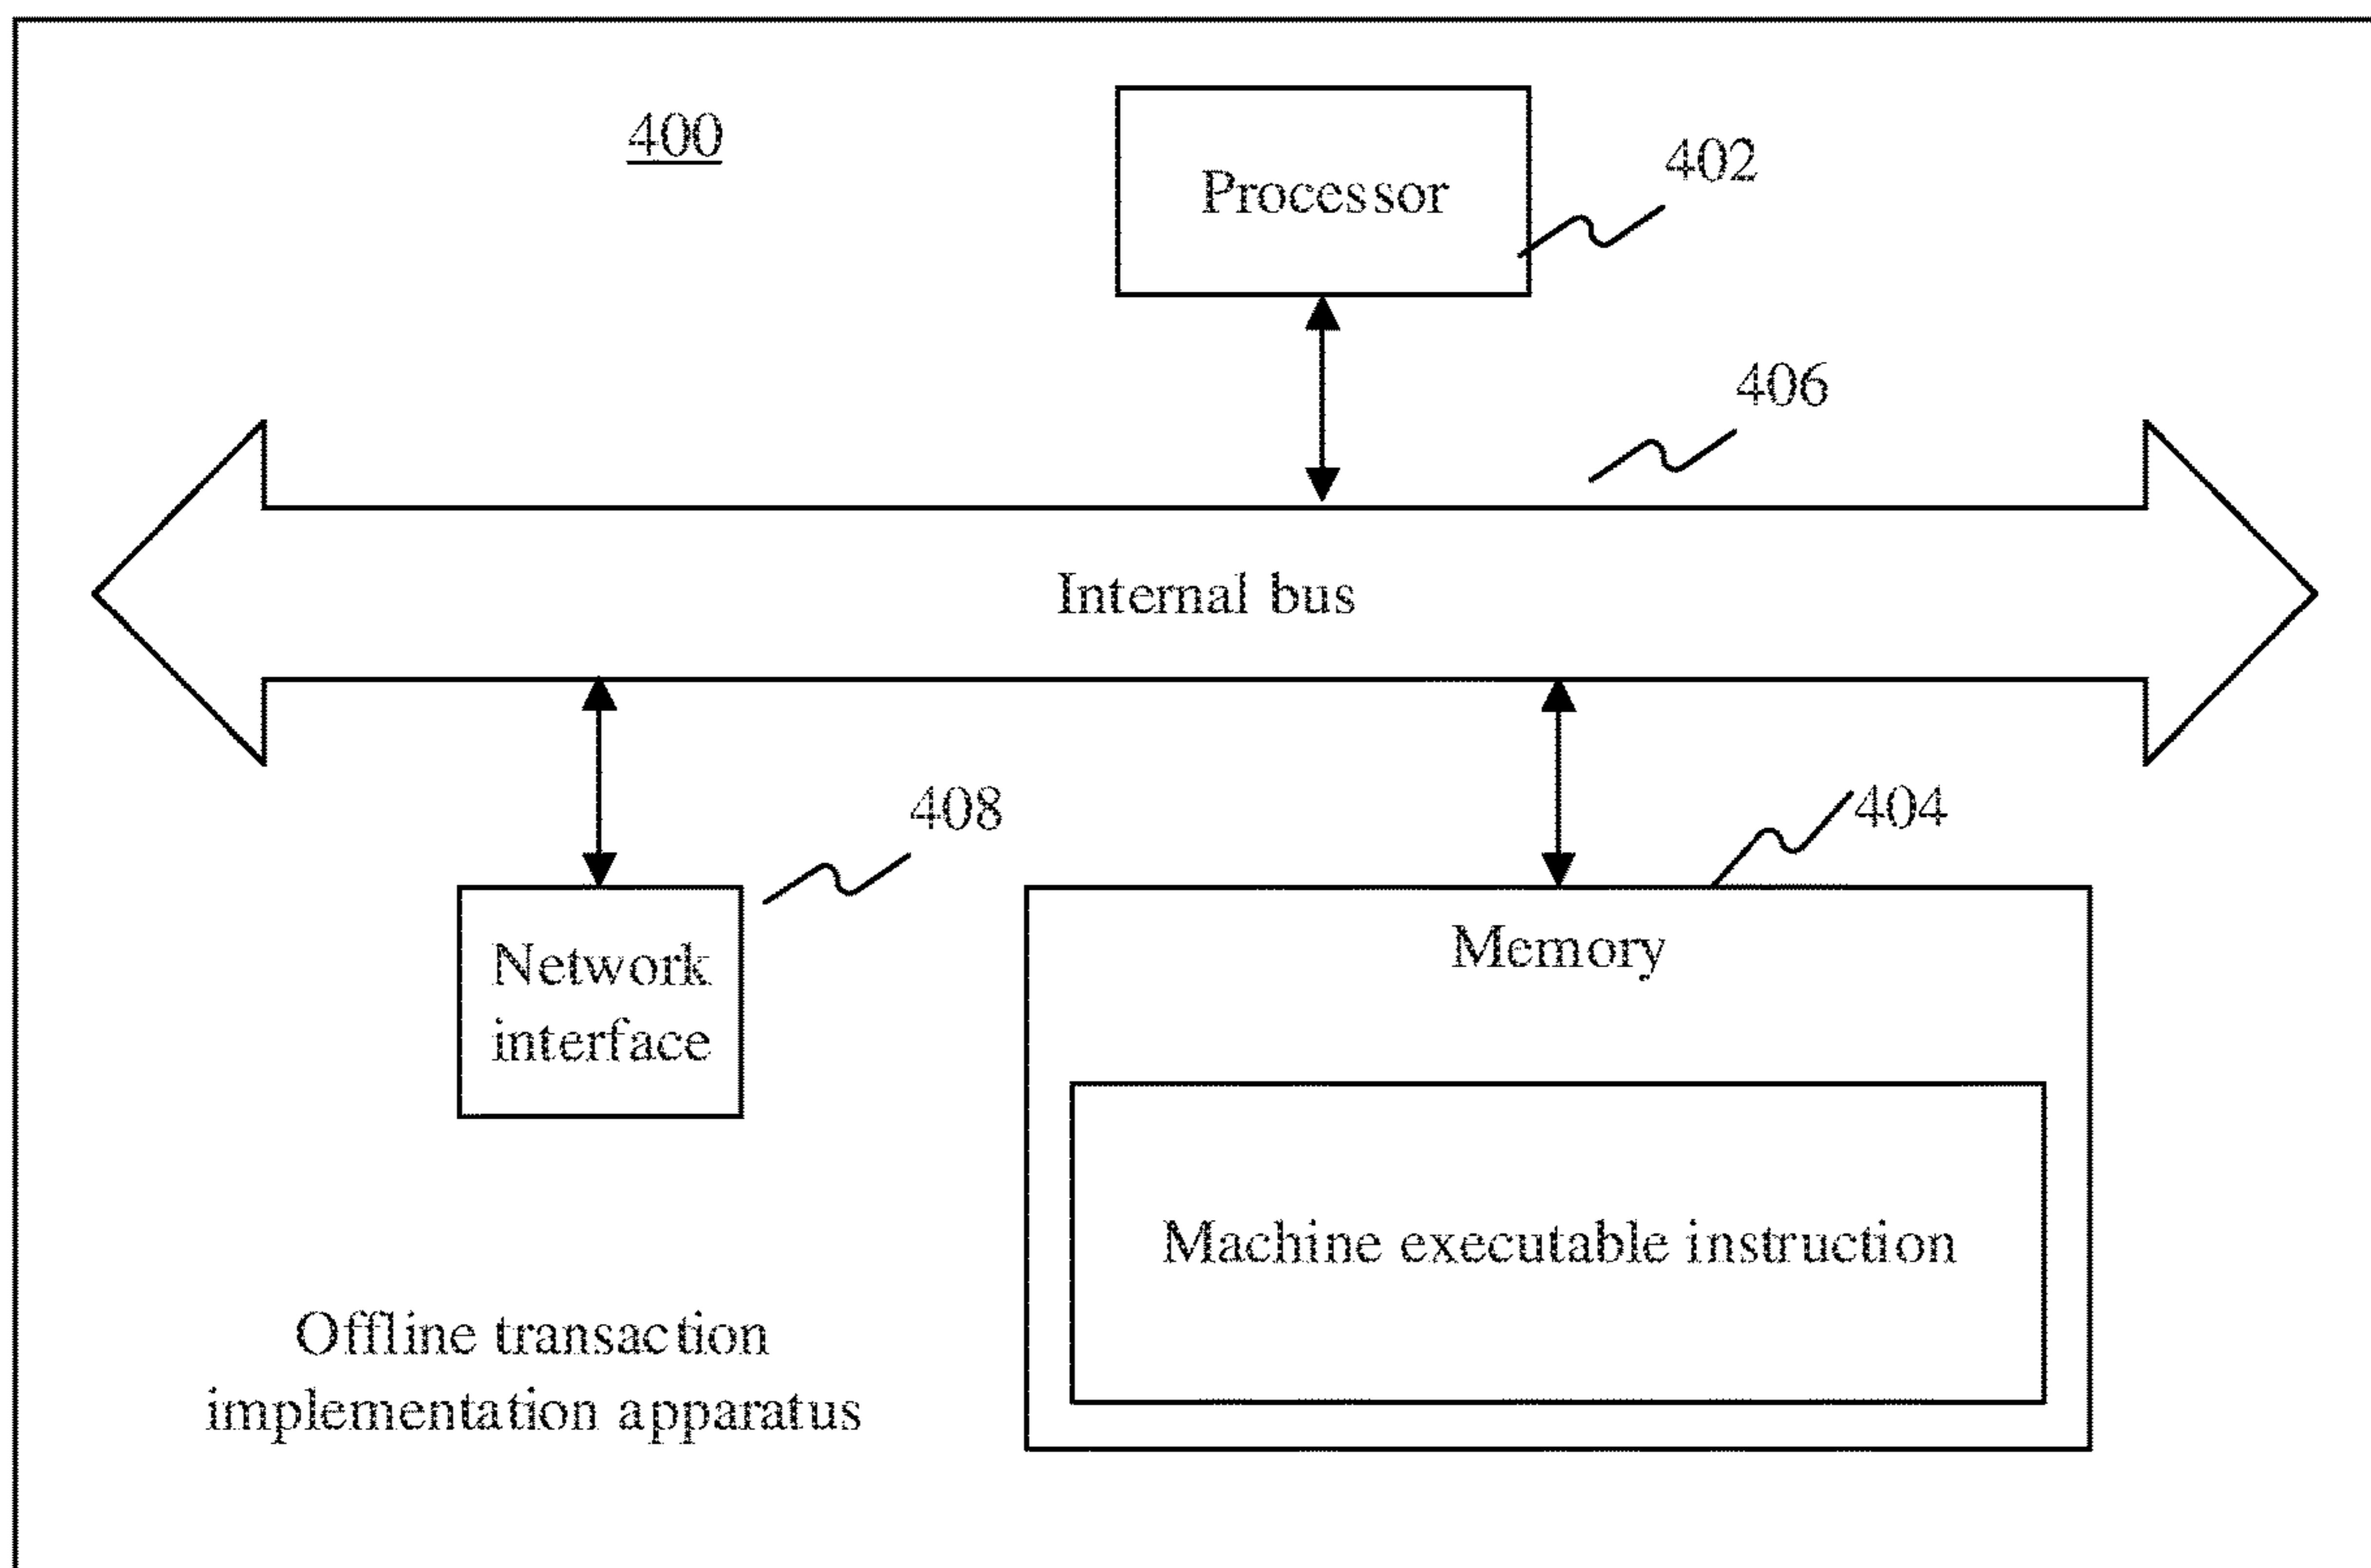 400
Processor
402
406
Internal bus
408
404
Network
interface
Memory
Machine executable instruction
Offline transaction
implementation apparatus